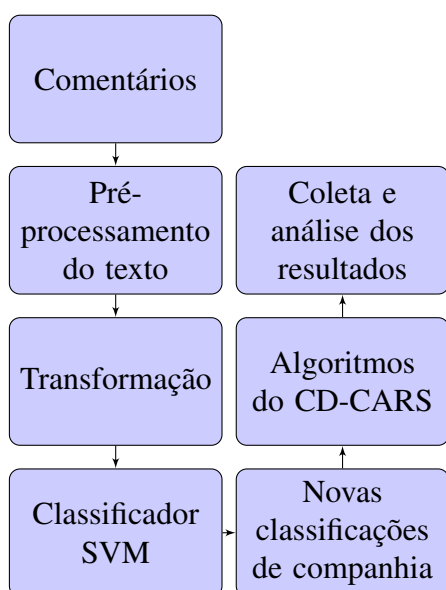 Comentários
Pré-
processamento
do texto
Transformação
Classificador
SVM
Novas
classificações
de companhia
Algoritmos
do CD-CARS
Coleta e
análise dos
resultados